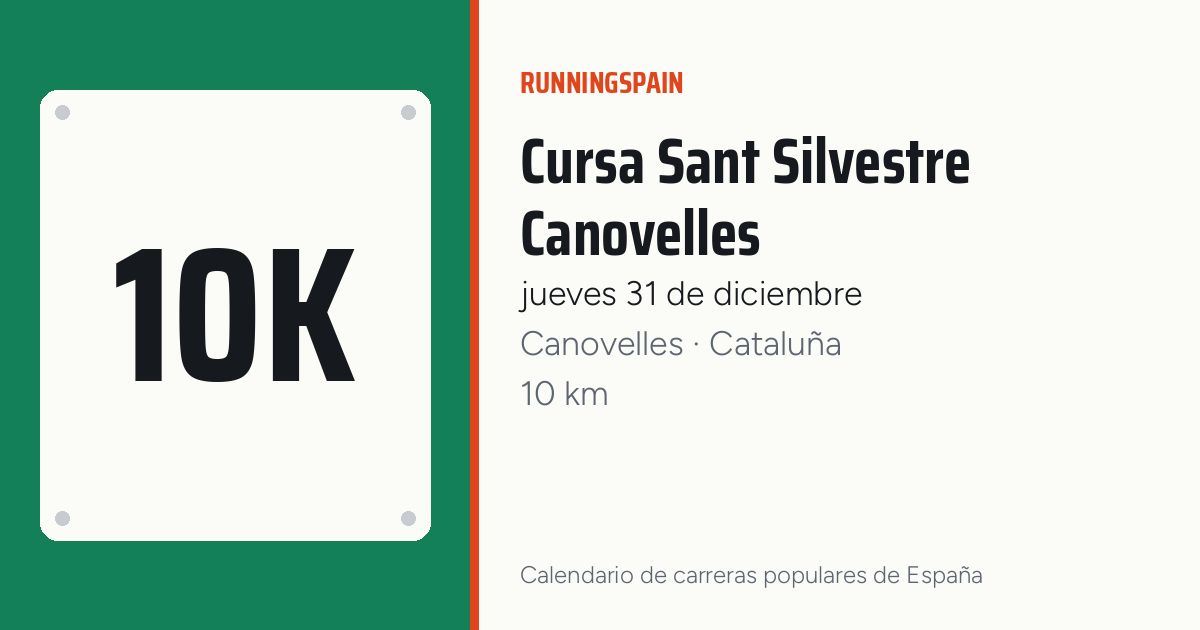 10K
RUNNINGSPAIN
Cursa Sant Silvestre
Canovelles
jueves 31 de diciembre
Canovelles · Cataluña
10 km
Calendario de carreras populares de España